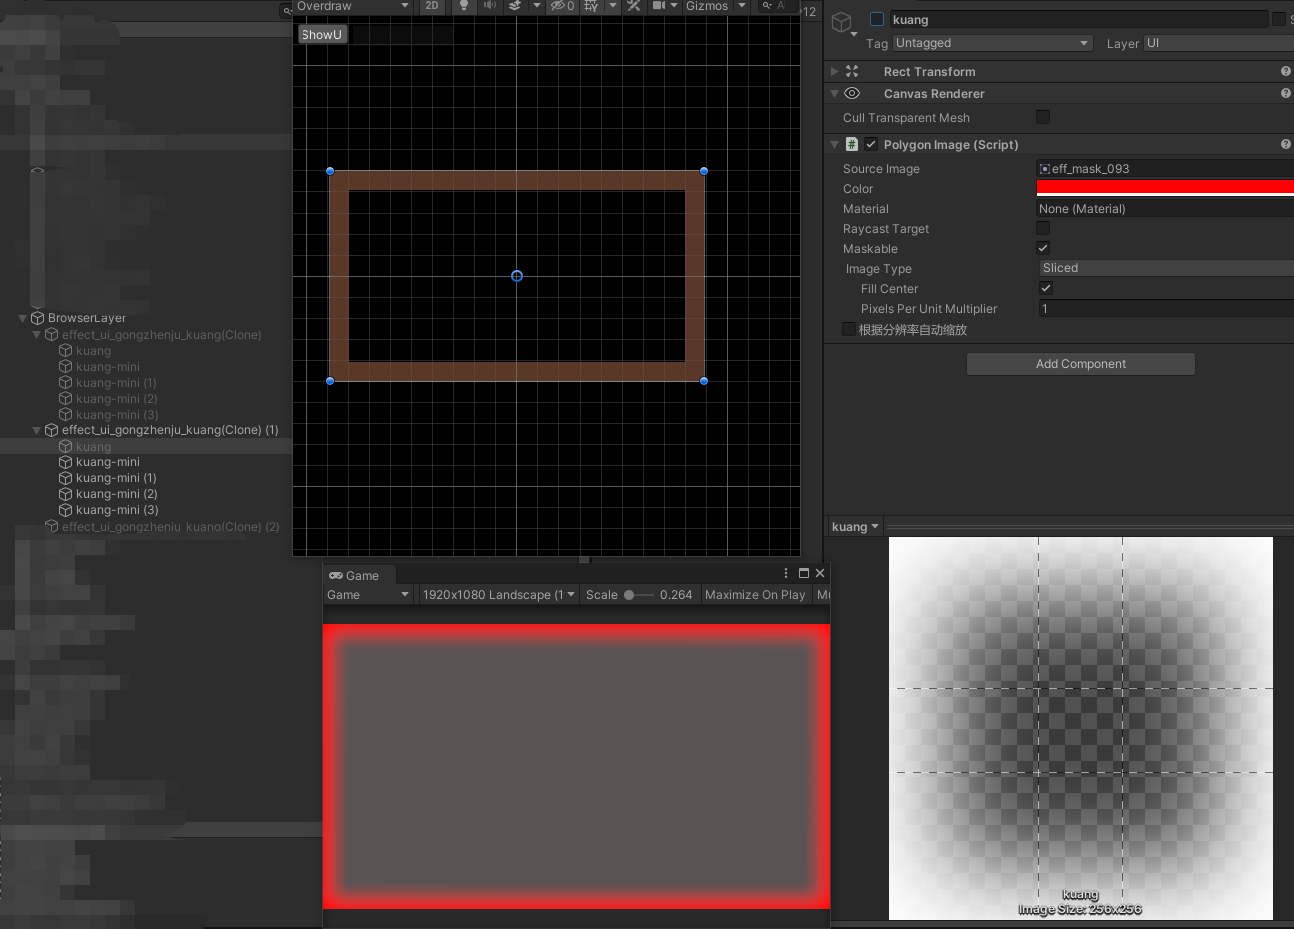 Overdraw
2D
0
Gizmos
A
12
ShowU
BrowserLayer
effect_ui_gongzhenju_kuang(Clone)
kuang
kuang-mini
kuang-mini (1)
kuang-mini (2)
kuang-mini (3)
effect_ui_gongzhenju_kuang(Clone) (1)
kuang
kuang-mini
kuang-mini (1)
kuang-mini (2)
kuang-mini (3)
effect_ui_gongzhenju_kuang(Clone) (2)
kuang
S
Tag Untagged Layer UI
Rect Transform
Canvas Renderer
Cull Transparent Mesh
# Polygon Image (Script)
Source Image eff_mask_093
Color
Material None (Material)
Raycast Target
Maskable
Image Type Sliced
Fill Center
Pixels Per Unit Multiplier 1
根据分辨率自动缩放
Add Component
kuang
kuang
Image Size: 256x256
Game
Game 1920x1080 Landscape (1 Scale 0.264 Maximize On Play Mu